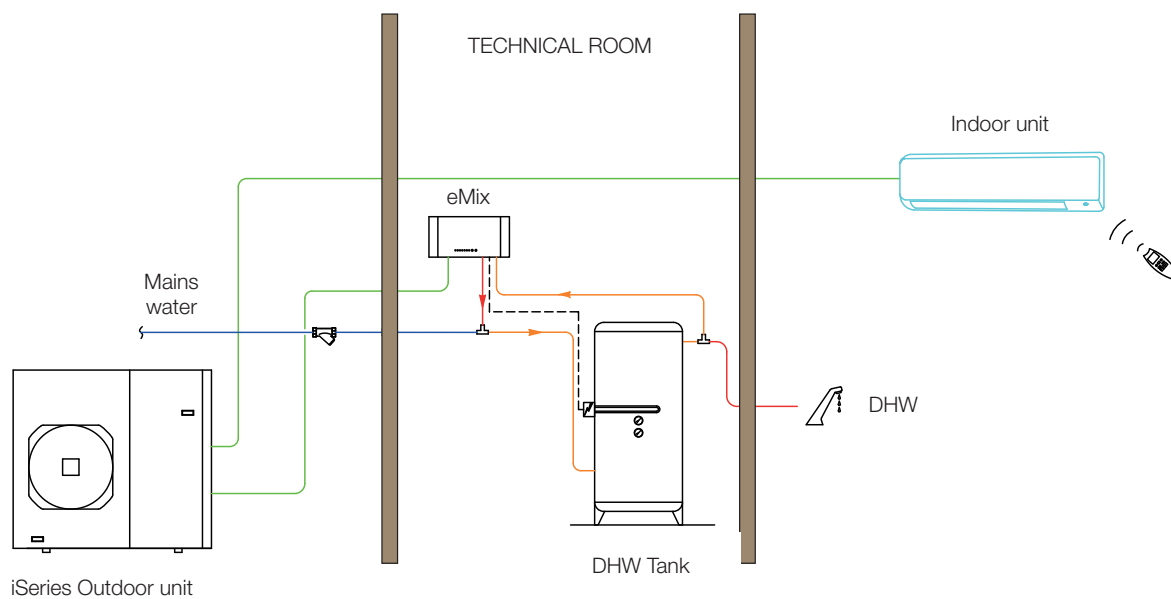 TECHNICAL ROOM
Indoor unit
eMix
Mains
water
DHW
DHW Tank
iSeries Outdoor unit